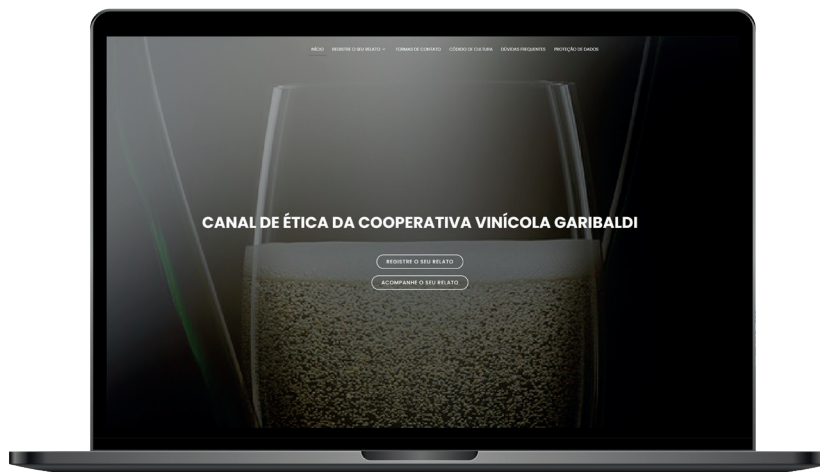 INÍCIO REGISTRE O SEU RELATO FORMAS DE CONTATO CÓDIGO DE CULTURA DÚVIDAS FREQUENTES PROTEÇÃO DE DADOS
CANAL DE ÉTICA DA COOPERATIVA VINÍCOLA GARIBALDI
REGISTRE O SEU RELATO
ACOMPANHE O SEU RELATO